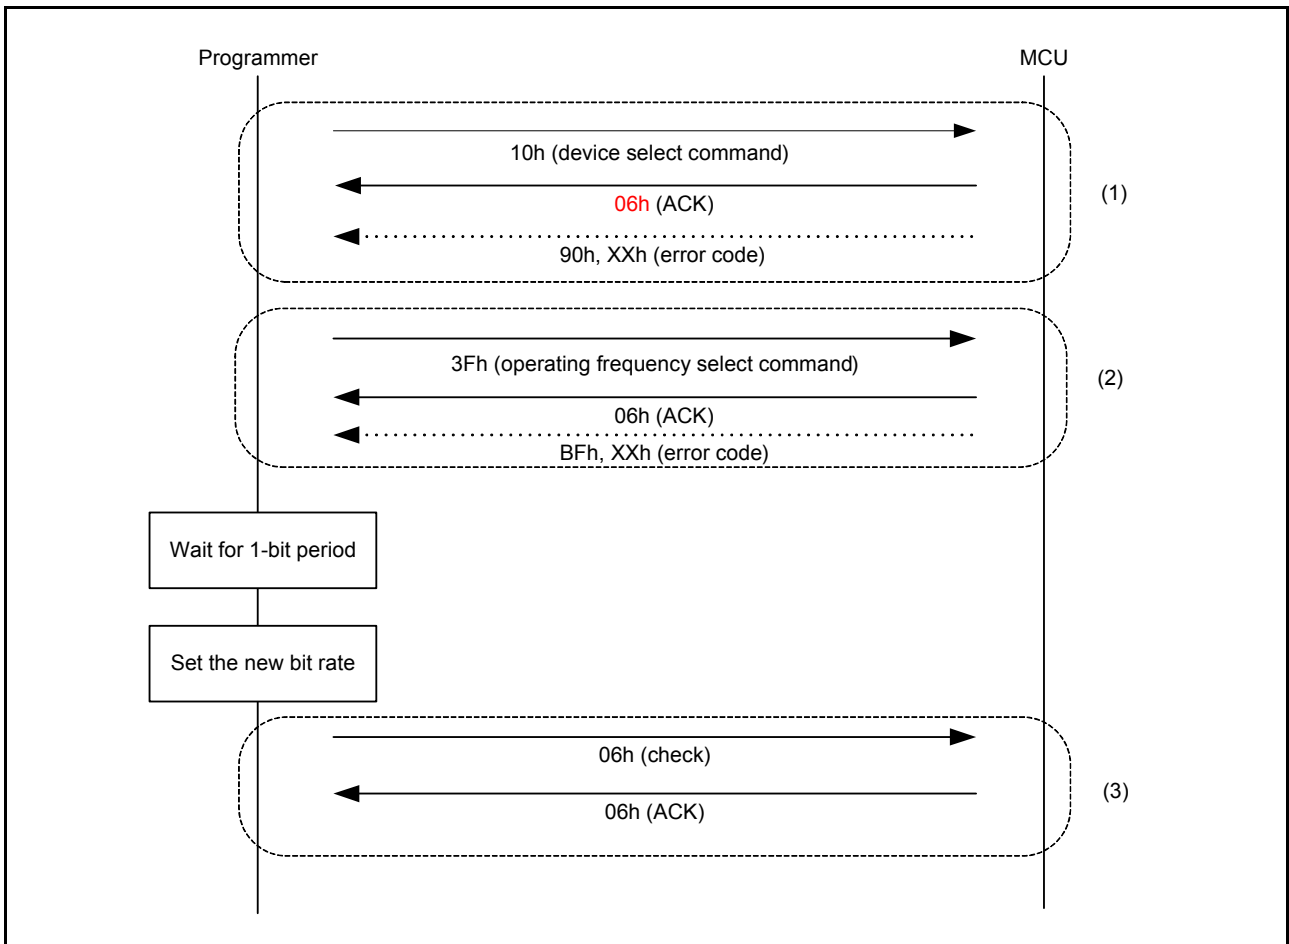 Programmer
MCU
10h (device select command)
06h (ACK)
90h, XXh (error code)
(1)
3Fh (operating frequency select command)
06h (ACK)
BFh, XXh (error code)
(2)
Wait for 1-bit period
Set the new bit rate
06h (check)
06h (ACK)
(3)